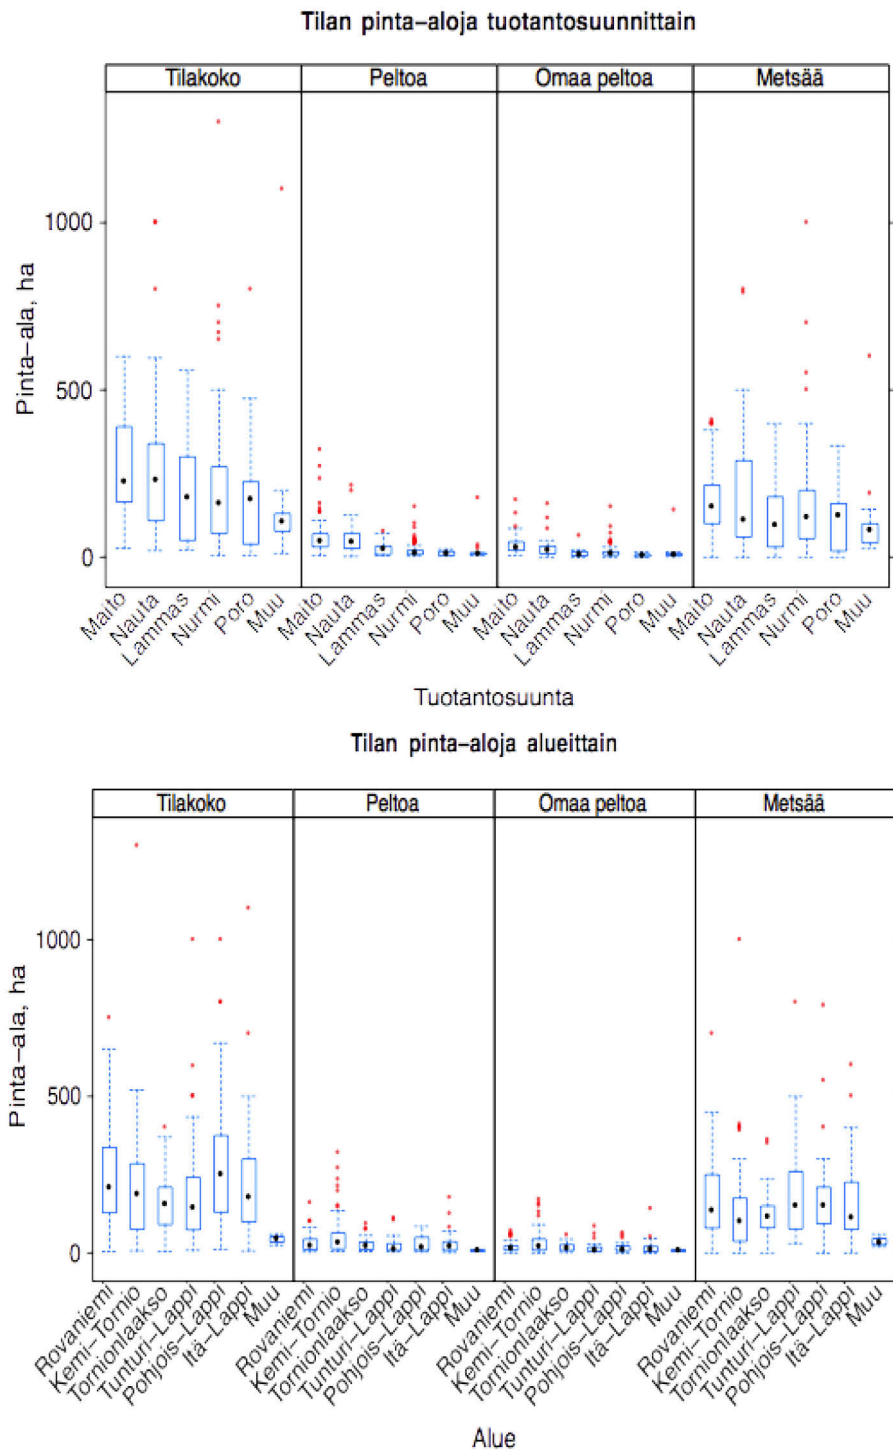 Tilan pinta-aloja tuotantosuunnittain
Tilakoko Peltoa Omaa peltoa Metsää
Pinta-ala, ha
1000
500
0
Maito Nauta Lammas Nurmi Poro Muu Maito Nauta Lammas Nurmi Poro Muu Maito Nauta Lammas Nurmi Poro Muu Maito Nauta Lammas Nurmi Poro Muu
Tuotantosuunta
Tilan pinta-aloja alueittain
Tilakoko Peltoa Omaa peltoa Metsää
Pinta-ala, ha
1000
500
0
Rovaniemi Kemi-Tornio Tornionlaakso Tunturi-Lappi Pohjois-Lappi Itä-Lappi Muu Rovaniemi Kemi-Tornio Tornionlaakso Tunturi-Lappi Pohjois-Lappi Itä-Lappi Muu Rovaniemi Kemi-Tornio Tornionlaakso Tunturi-Lappi Pohjois-Lappi Itä-Lappi Muu Rovaniemi Kemi-Tornio Tornionlaakso Tunturi-Lappi Pohjois-Lappi Itä-Lappi Muu
Alue